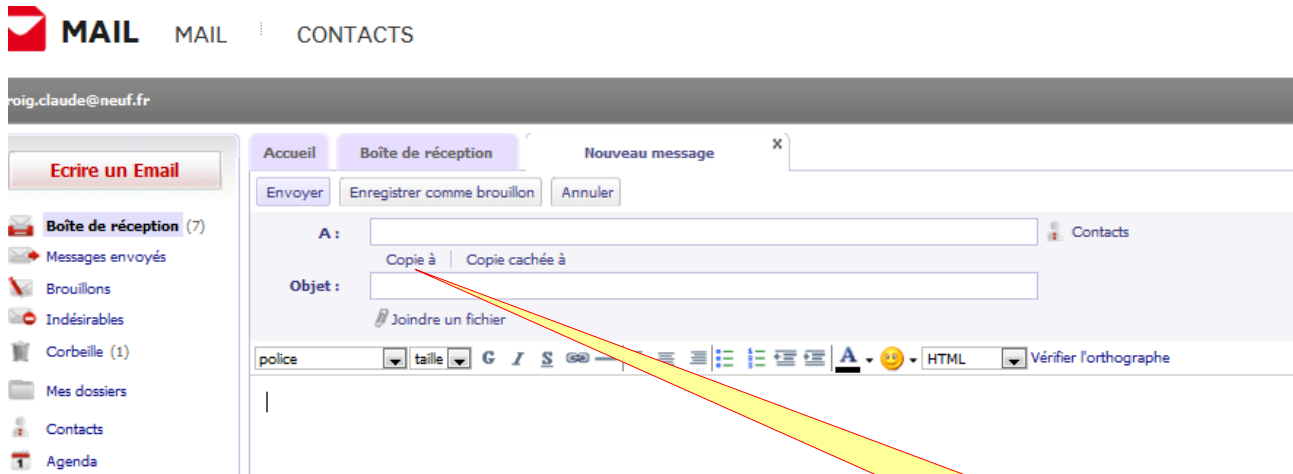 MAIL MAIL CONTACTS
roig.claude@neuf.fr
Accueil Boîte de réception Nouveau message x
Ecrire un Email
Envoyer Enregistrer comme brouillon Annuler
Boîte de réception (7)
A : Contacts
Messages envoyés
Copie à Copie cachée à
Brouillons
Objet :
Indésirables
Joindre un fichier
Corbeille (1)
police taille G I S A HTML Vérifier l'orthographe
Mes dossiers
Contacts
1 Agenda